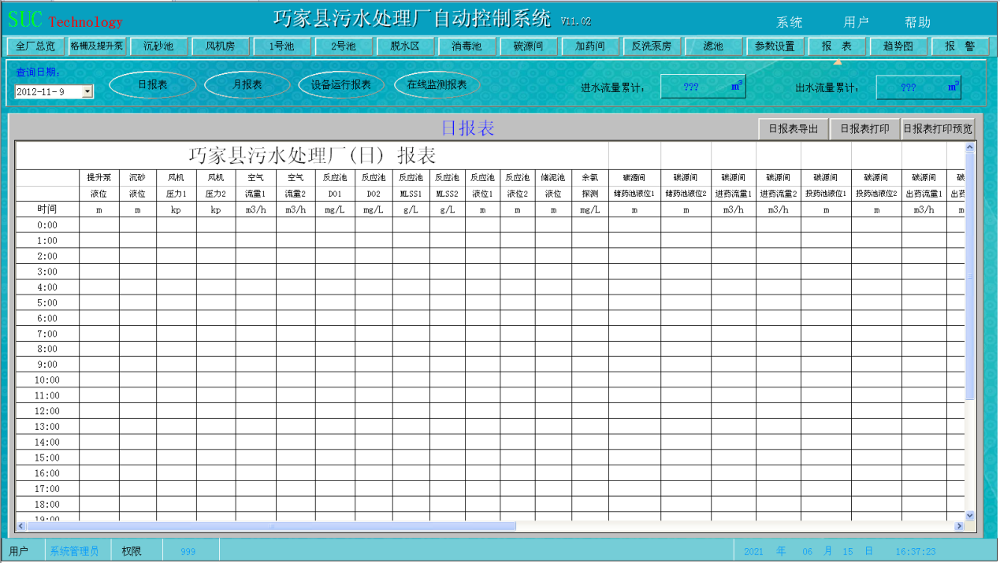 SUC Technology 巧家县污水处理厂自动控制系统 V11.02 系统 用户 帮助
全厂总览 格栅及提升泵 沉砂池 风机房 1号池 2号池 脱水区 消毒池 碳源间 加药间 反洗泵房 滤池 参数设置 报 表 趋势图 报 警
查询日期:
2012-11- 9 日报表 月报表 设备运行报表 在线监测报表 进水流量累计: ??? m³ 出水流量累计: ??? m³
日报表 日报表导出 日报表打印 日报表打印预览
巧家县污水处理厂(日) 报表
提升泵 沉砂 风机 风机 空气 空气 反应池 反应池 反应池 反应池 反应池 反应池 储泥池 余氯 碳源间 碳源间 碳源间 碳源间 碳源间 碳源间 碳源间 碳
液位 液位 压力1 压力2 流量1 流量2 DO1 DO2 MLSS1 MLSS2 液位1 液位2 液位 探测 储药池液位1 储药池液位2 进药流量1 进药流量2 投药池液位1 投药池液位2 出药流量1 出药
时间 m m kp kp m3/h m3/h mg/L mg/L g/L g/L m m m mg/L m m m3/h m3/h m m m3/h m
0:00
1:00
2:00
3:00
4:00
5:00
6:00
7:00
8:00
9:00
10:00
11:00
12:00
13:00
14:00
15:00
16:00
17:00
18:00
19:00
用户 系统管理员 权限 999 2021 年 06 月 15 日 16:37:23